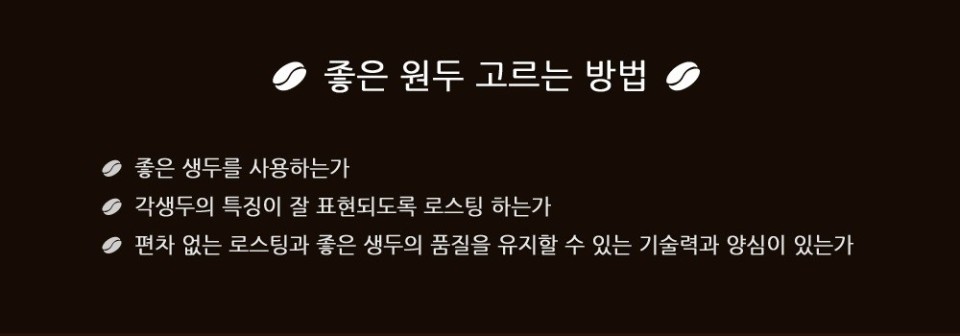 좋은 원두 고르는 방법
좋은 생두를 사용하는가
각생두의 특징이 잘 표현되도록 로스팅 하는가
편차 없는 로스팅과 좋은 생두의 품질을 유지할 수 있는 기술력과 양심이 있는가